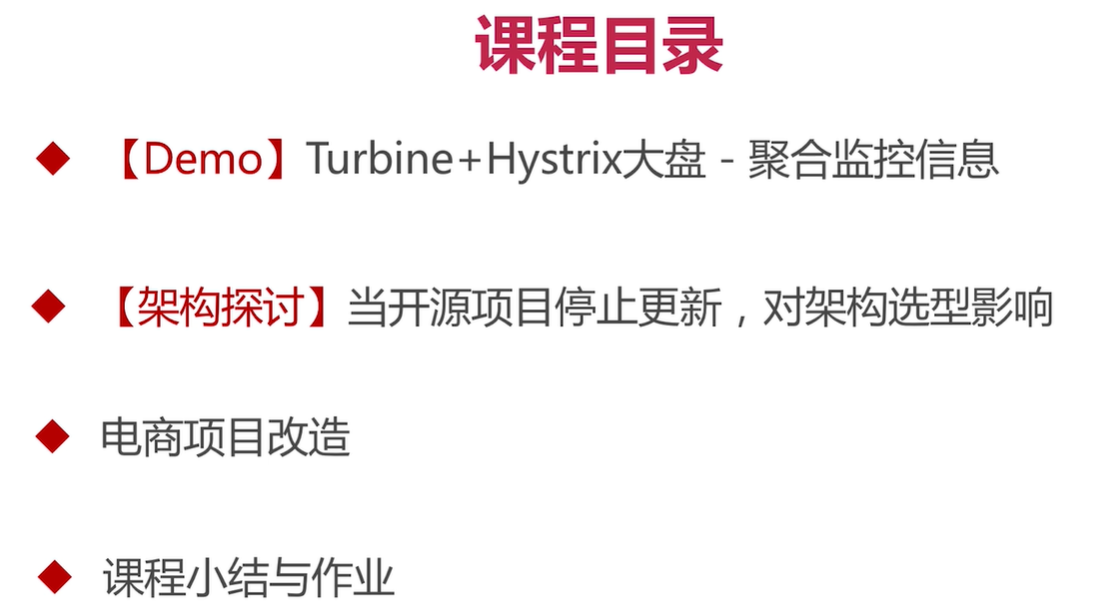 课程目录
【Demo】Turbine+Hystrix大盘 - 聚合监控信息
【架构探讨】当开源项目停止更新，对架构选型影响
电商项目改造
课程小结与作业